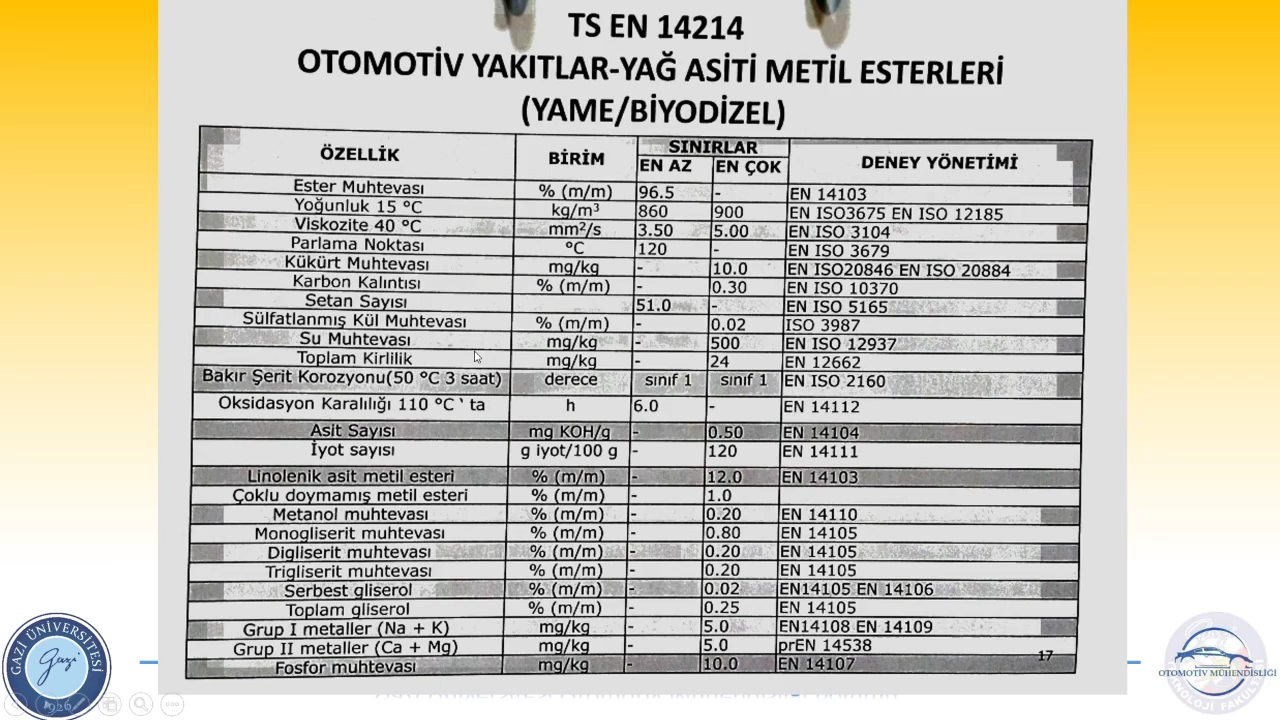 TS EN 14214
OTOMOTİV YAKITLAR-YAĞ ASİTİ METİL ESTERLERİ
(YAME/BİYODİZEL)
ÖZELLİK BİRİM SINIRLAR DENEY YÖNETİMİ
EN AZ EN ÇOK
Ester Muhtevası % (m/m) 96.5 - EN 14103
Yoğunluk 15 °C kg/m³ 860 900 EN ISO3675 EN ISO 12185
Viskozite 40 °C mm²/s 3.50 5.00 EN ISO 3104
Parlama Noktası °C 120 - EN ISO 3679
Kükürt Muhtevası mg/kg - 10.0 EN ISO20846 EN ISO 20884
Karbon Kalıntısı % (m/m) - 0.30 EN ISO 10370
Setan Sayısı 51.0 - EN ISO 5165
Sülfatlanmış Kül Muhtevası % (m/m) - 0.02 ISO 3987
Su Muhtevası mg/kg - 500 EN ISO 12937
Toplam Kirlilik mg/kg - 24 EN 12662
Bakır Şerit Korozyonu(50 °C 3 saat) derece sınıf 1 sınıf 1 EN ISO 2160
Oksidasyon Karalılığı 110 °C ' ta h 6.0 - EN 14112
Asit Sayısı mg KOH/g - 0.50 EN 14104
İyot sayısı g iyot/100 g - 120 EN 14111
Linolenik asit metil esteri % (m/m) - 12.0 EN 14103
Çoklu doymamış metil esteri % (m/m) - 1.0
Metanol muhtevası % (m/m) - 0.20 EN 14110
Monogliserit muhtevası % (m/m) - 0.80 EN 14105
Digliserit muhtevası % (m/m) - 0.20 EN 14105
Trigliserit muhtevası % (m/m) - 0.20 EN 14105
Serbest gliserol % (m/m) - 0.02 EN14105 EN 14106
Toplam gliserol % (m/m) - 0.25 EN 14105
Grup I metaller (Na + K) mg/kg - 5.0 EN14108 EN 14109
Grup II metaller (Ca + Mg) mg/kg - 5.0 prEN 14538
Fosfor muhtevası mg/kg - 10.0 EN 14107
17
GAZİ ÜNİVERSİTESİ
Gazi
1926
OTOMOTİV MÜHENDİSLİĞİ